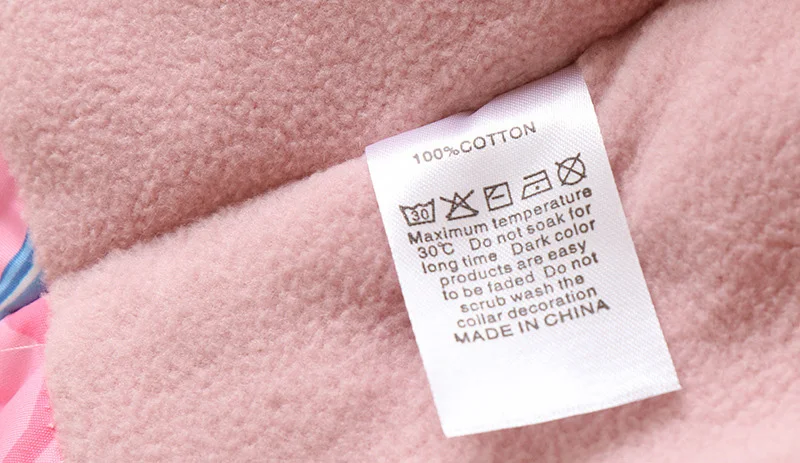 100%COTTON
30
Maximum temperature
30℃ Do not soak for
long time Dark color
products are easy
to be faded Do not
scrub wash the
collar decoration
MADE IN CHINA